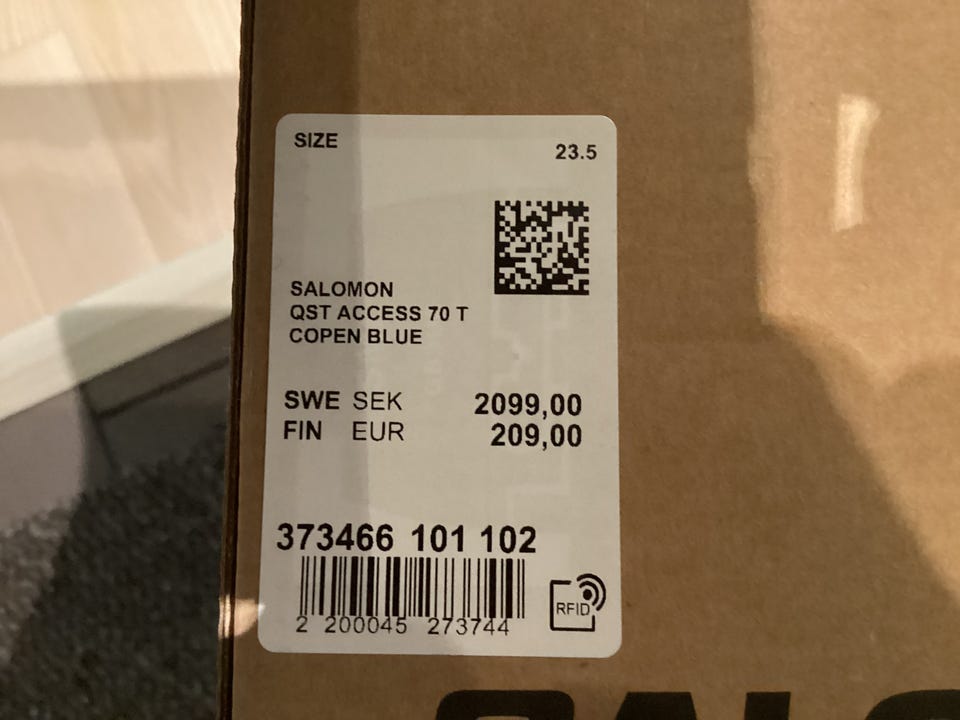 SIZE 23.5
SALOMON
QST ACCESS 70 T
COPEN BLUE
SWE SEK 2099,00
FIN EUR 209,00
373466 101 102
RFID
2 200045 273744